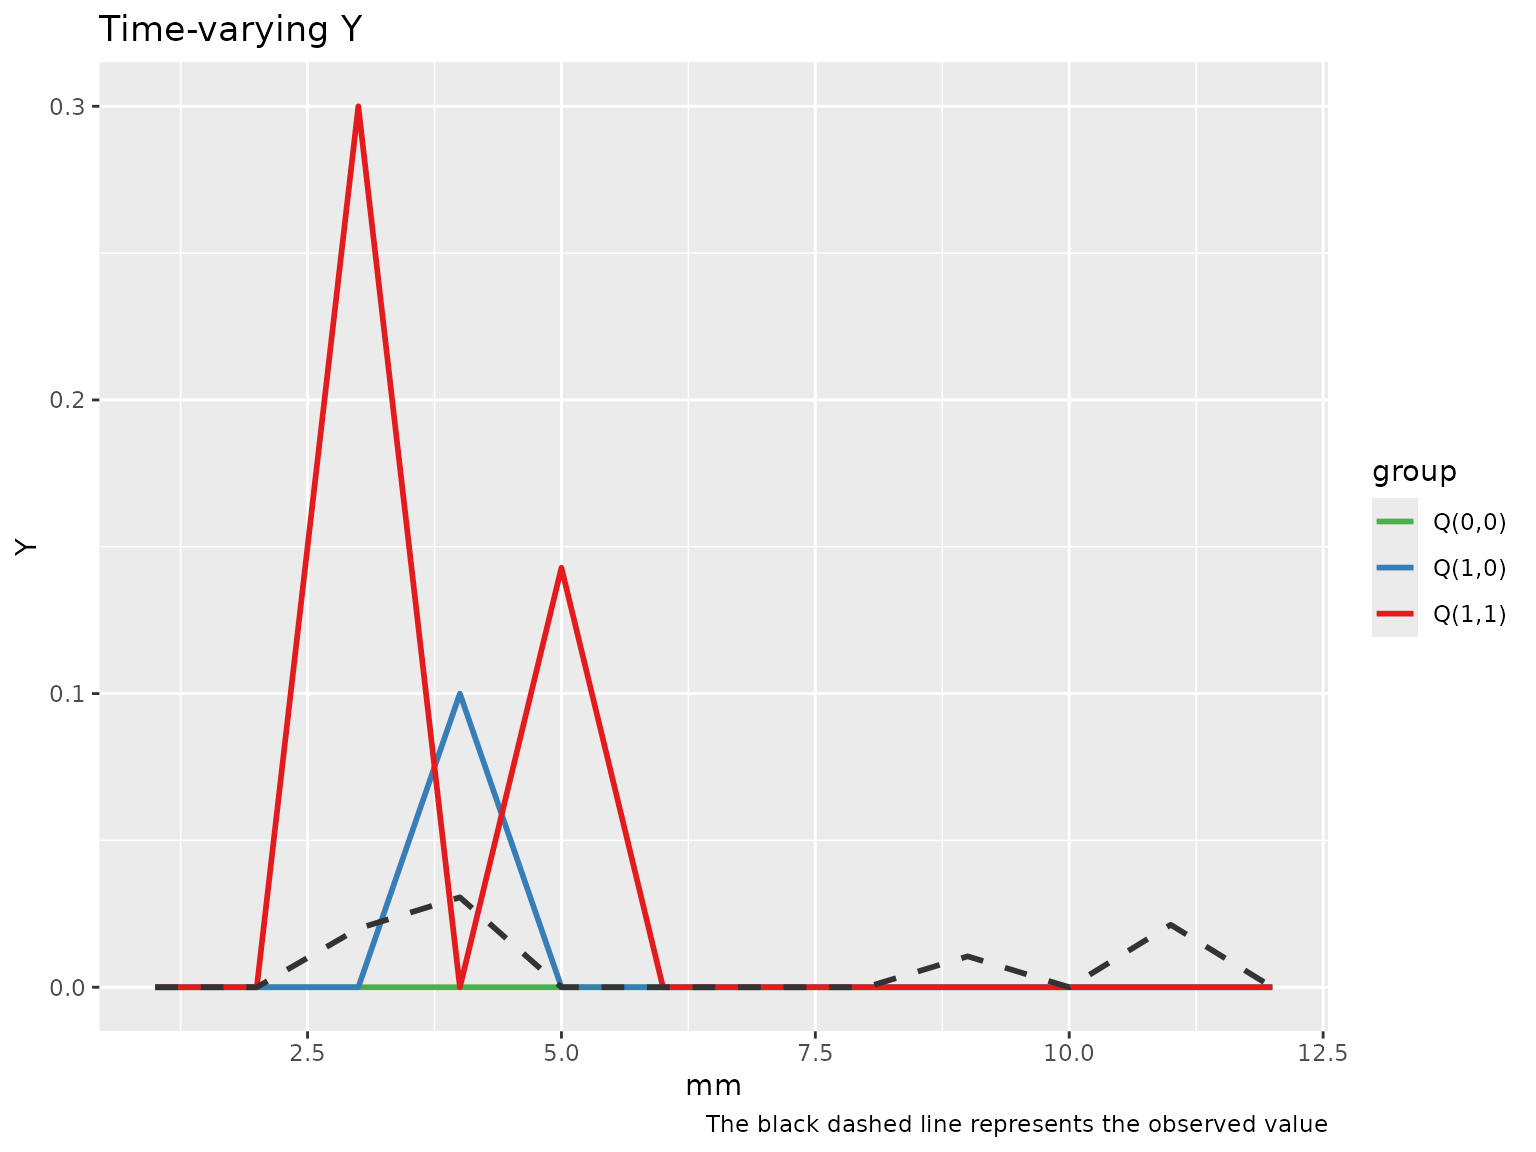 Time-varying Y
0.3
0.2
0.1
0.0
Y
2.5
5.0
7.5
10.0
12.5
mm
group
Q(0,0)
Q(1,0)
Q(1,1)
The black dashed line represents the observed value